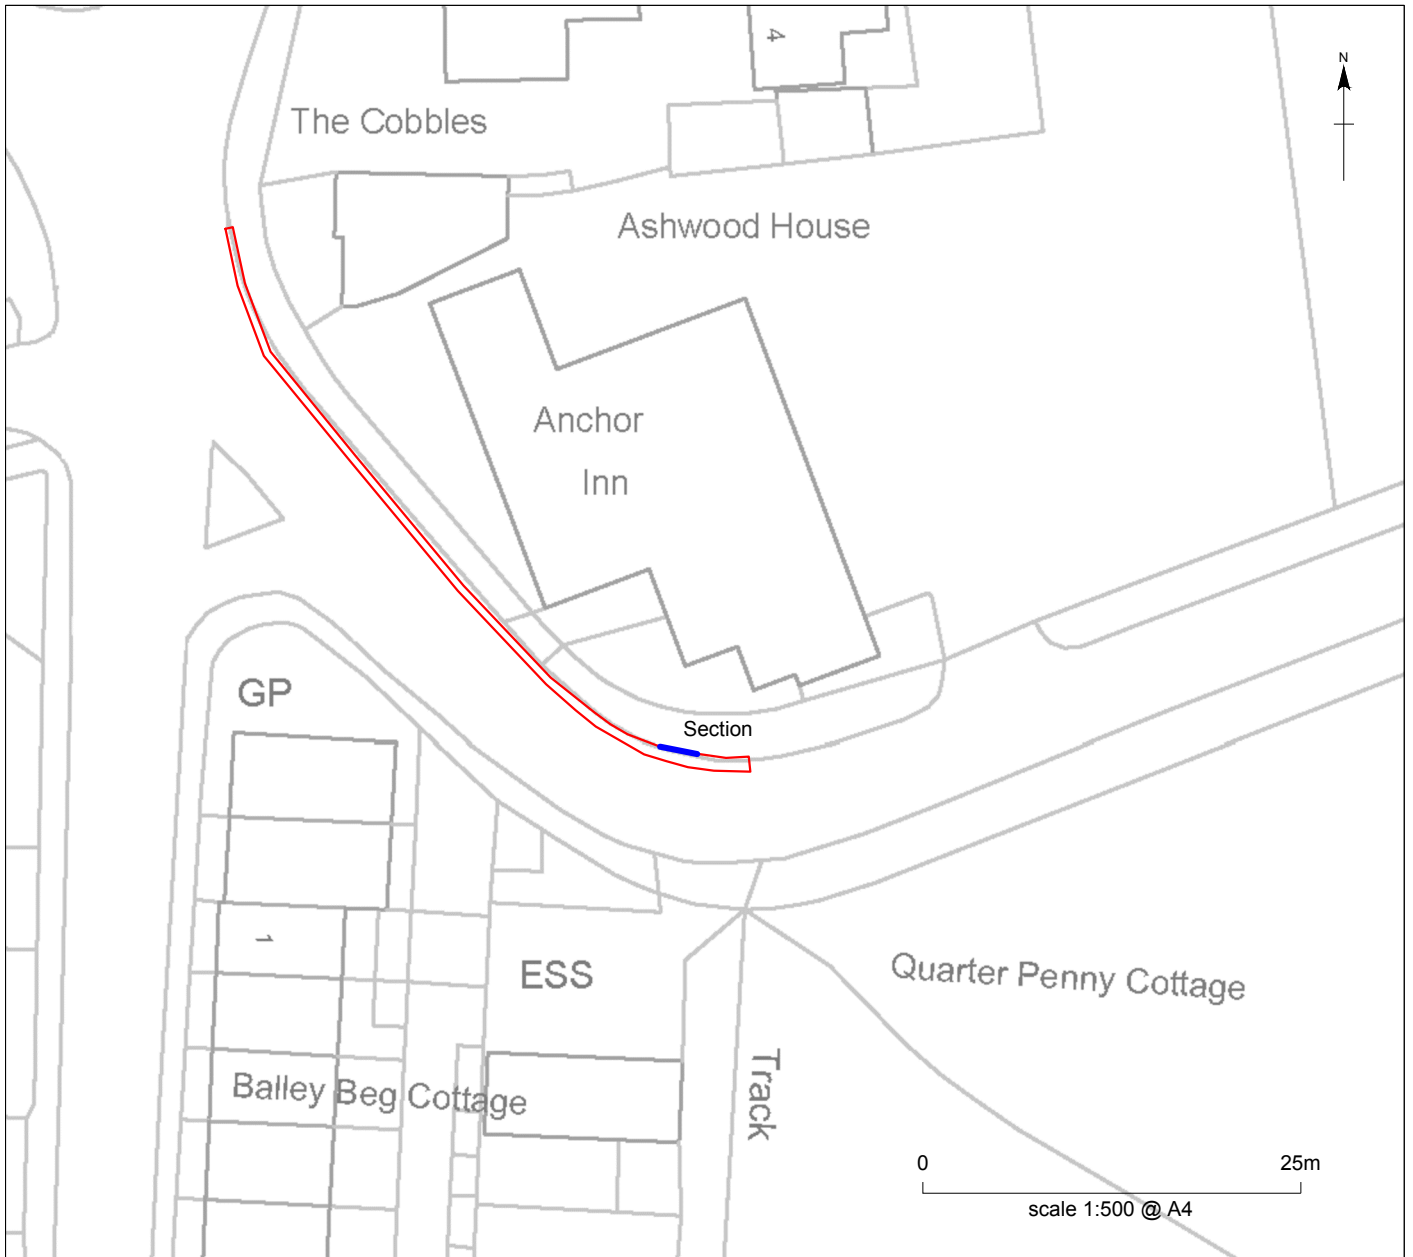 4
N
The Cobbles
Ashwood House
Anchor
Inn
GP
Section
1
ESS
Quarter Penny Cottage
Balley Beg Cottage
Track
0 25m
scale 1:500 @ A4